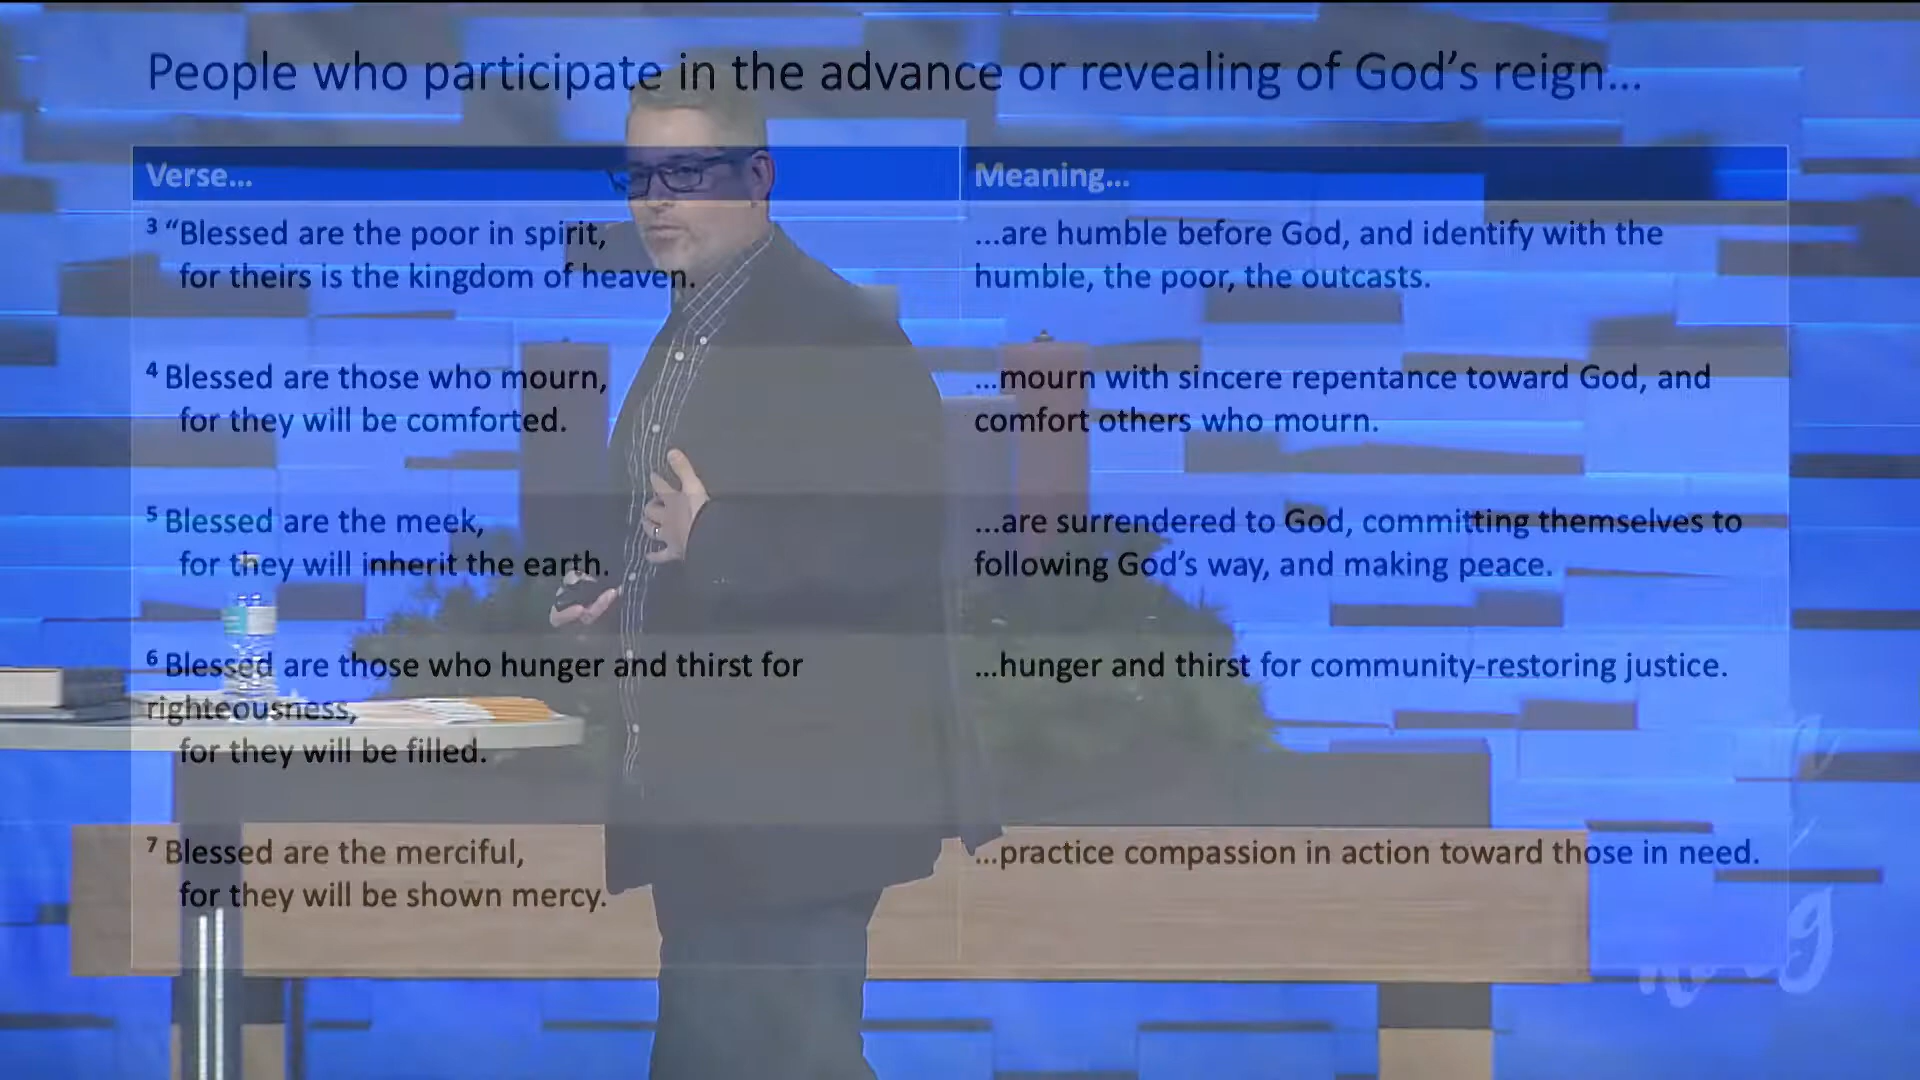 People who participate in the advance or revealing of God's reign...
Verse...
Meaning...
3 “Blessed are the poor in spirit,
for theirs is the kingdom of heaven.
...are humble before God, and identify with the
humble, the poor, the outcasts.
4 Blessed are those who mourn,
for they will be comforted.
...mourn with sincere repentance toward God, and
comfort others who mourn.
5 Blessed are the meek,
for they will inherit the earth.
...are surrendered to God, committing themselves to
following God's way, and making peace.
6 Blessed are those who hunger and thirst for
righteousness,
for they will be filled.
...hunger and thirst for community-restoring justice.
7 Blessed are the merciful,
for they will be shown mercy.
...practice compassion in action toward those in need.